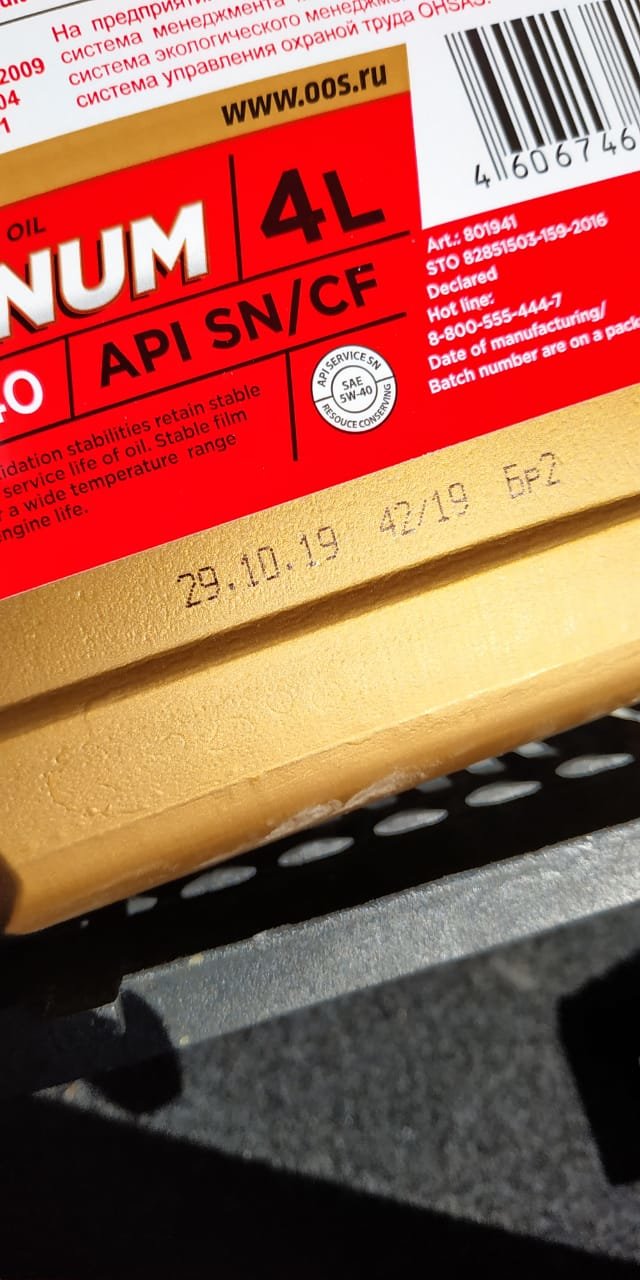 На
система менеджмента
система экологического
система управления охраной труда OHSAS.
2009
04
1
www.oos.ru
4 606746
OIL
NUM
4L
API SN/CF
40
API SERVICE SN
SAE
5W-40
RESOUCE CONSERVING
idation stabilities retain stable
service life of oil. Stable film
r a wide temperature range
ngine life.
Art.: 801941
STO 82851503-159-2016
Declared
Hot line:
8-800-555-444-7
Date of manufacturing/
Batch number are on a pack
29.10.19 42/19 Бр2